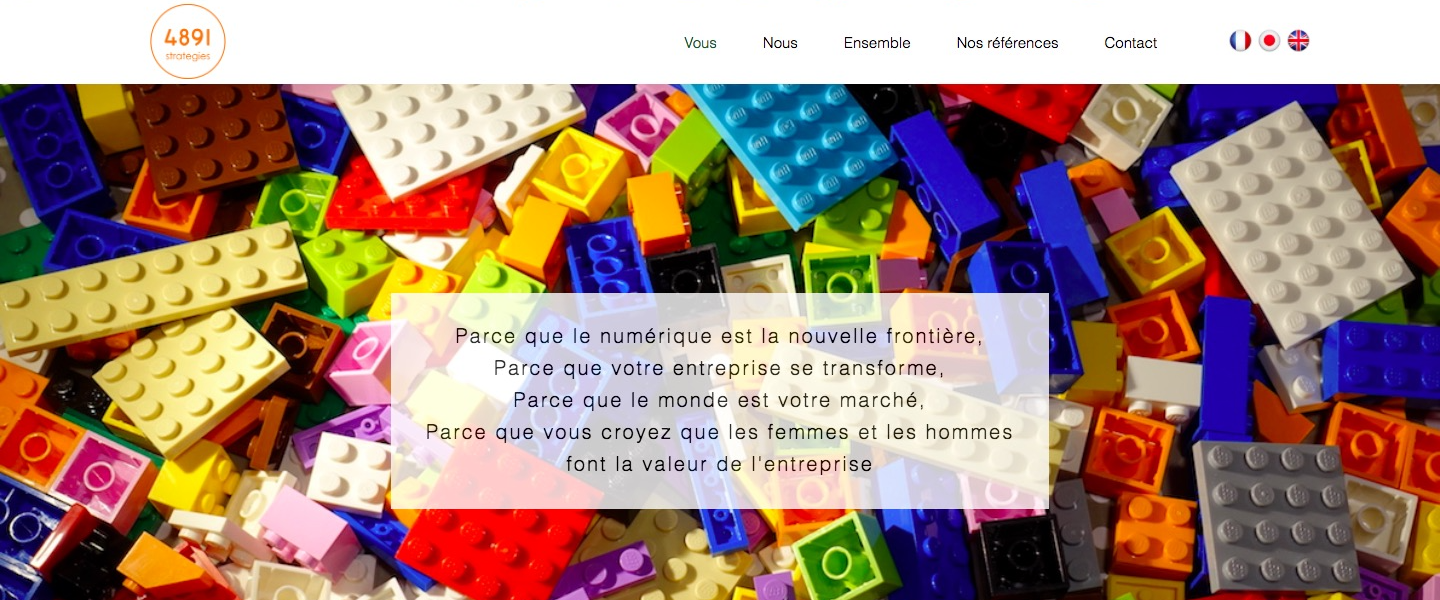 4891
strategies
Vous Nous Ensemble Nos références Contact
Parce que le numérique est la nouvelle frontière,
Parce que votre entreprise se transforme,
Parce que le monde est votre marché,
Parce que vous croyez que les femmes et les hommes
font la valeur de l'entreprise